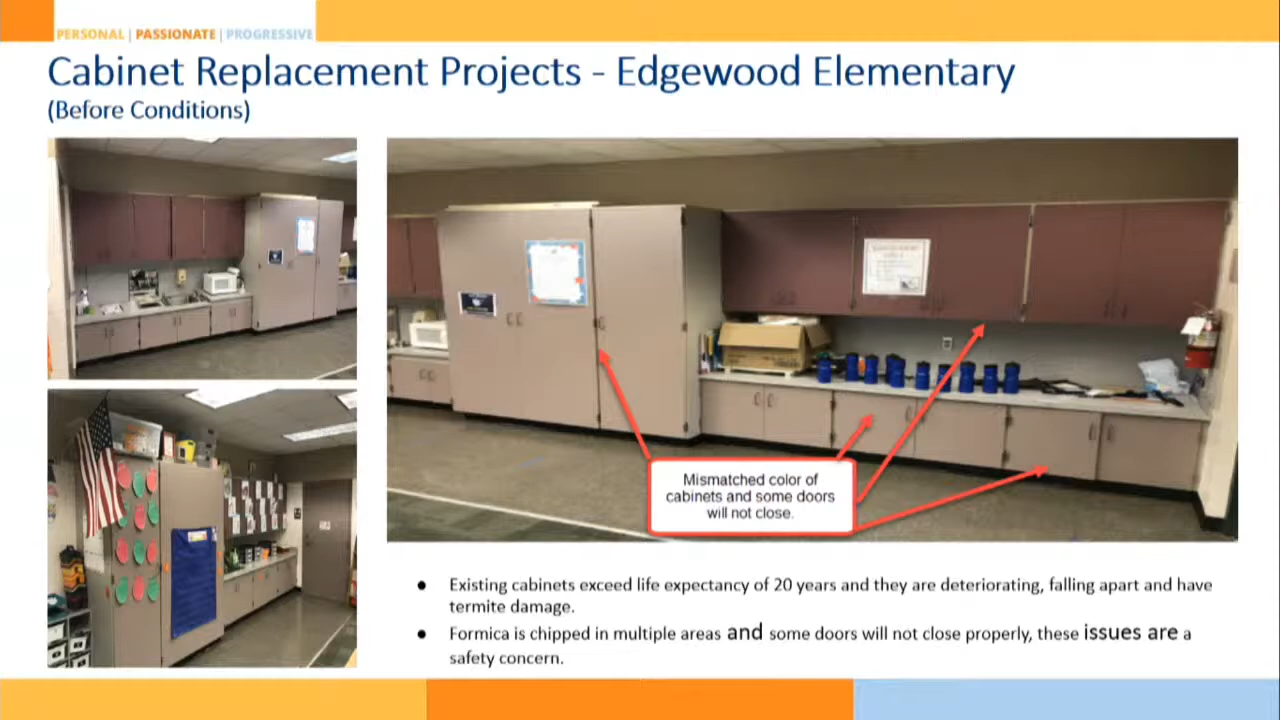 PERSONAL | PASSIONATE | PROGRESSIVE
Cabinet Replacement Projects - Edgewood Elementary
(Before Conditions)
Mismatched color of
cabinets and some doors
will not close.
● Existing cabinets exceed life expectancy of 20 years and they are deteriorating, falling apart and have
termite damage.
● Formica is chipped in multiple areas and some doors will not close properly, these issues are a
safety concern.